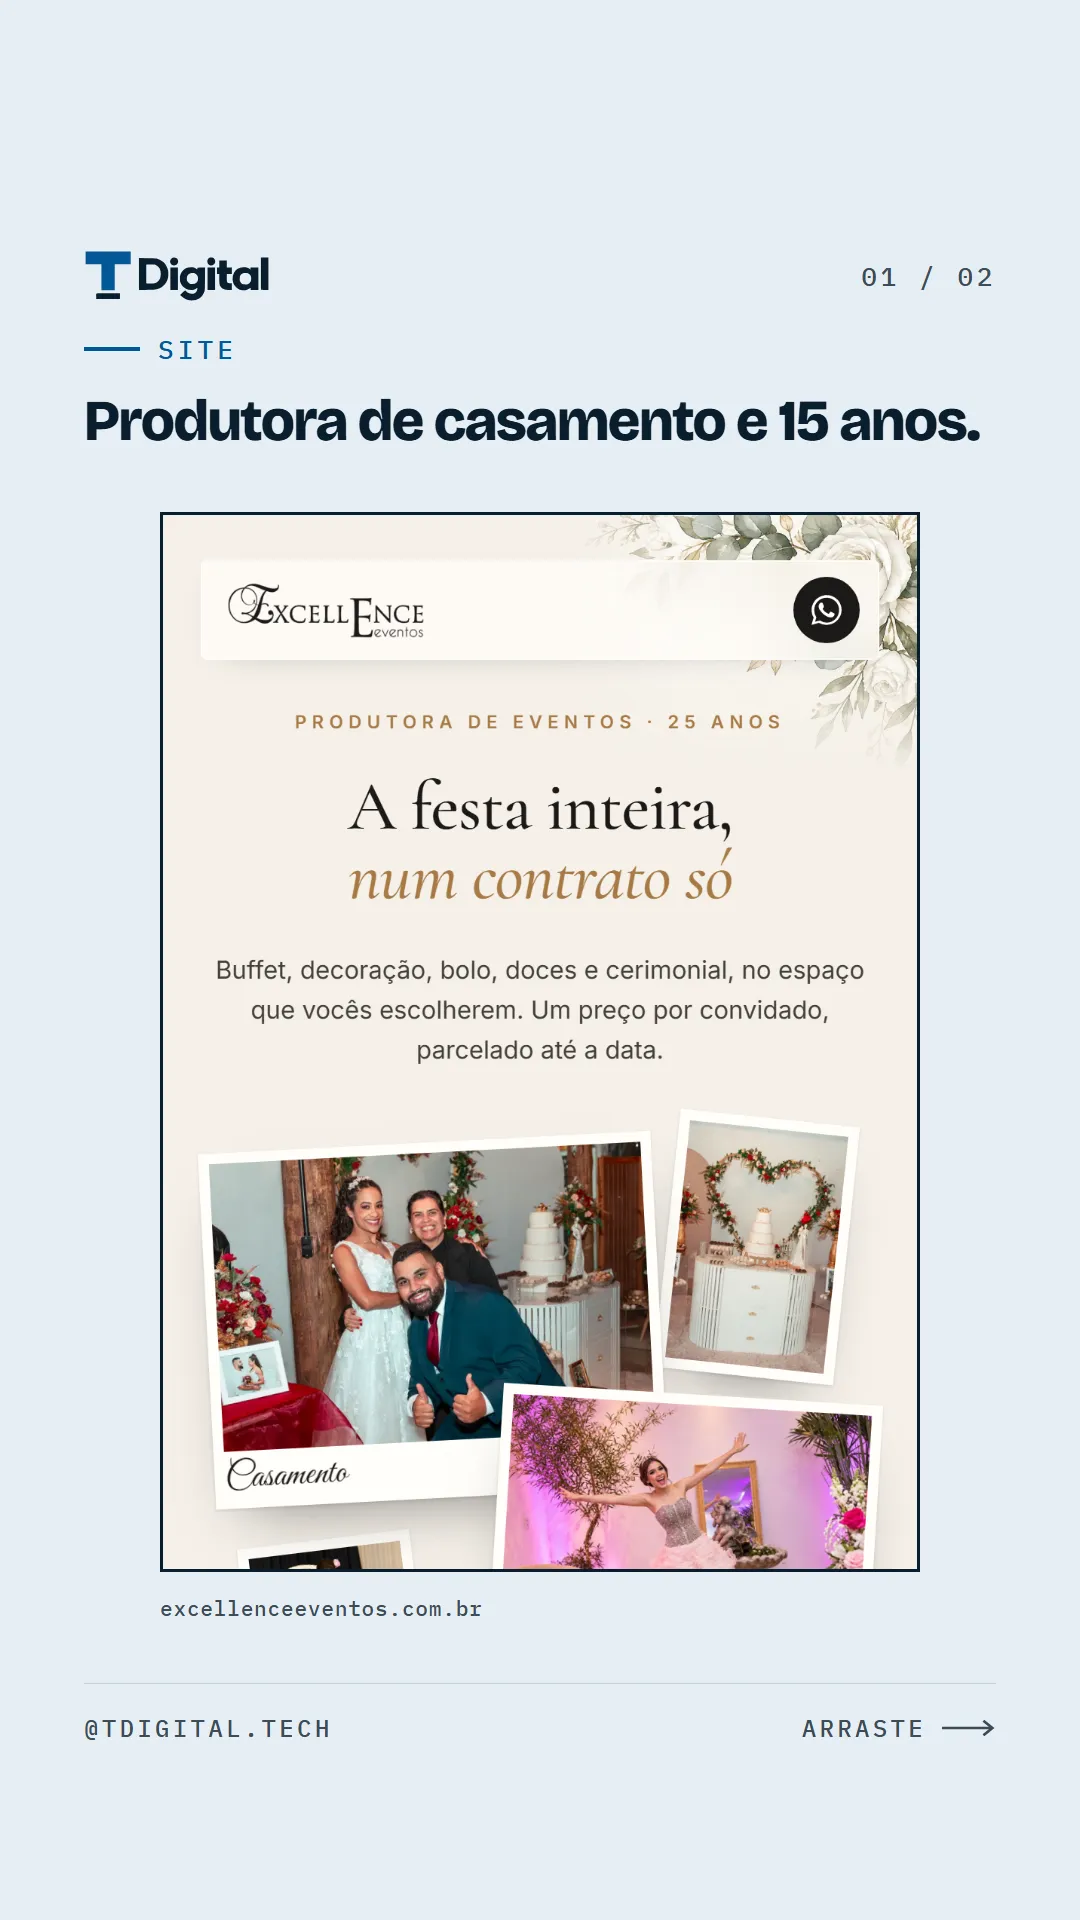 T Digital
01 / 02
SITE
Produtora de casamento e 15 anos.
EXCELLENCE
eventos
PRODUTORA DE EVENTOS · 25 ANOS
A festa inteira,
num contrato só
Buffet, decoração, bolo, doces e cerimonial, no espaço
que vocês escolherem. Um preço por convidado,
parcelado até a data.
Casamento
excellenceeventos.com.br
@TDIGITAL.TECH
ARRASTE